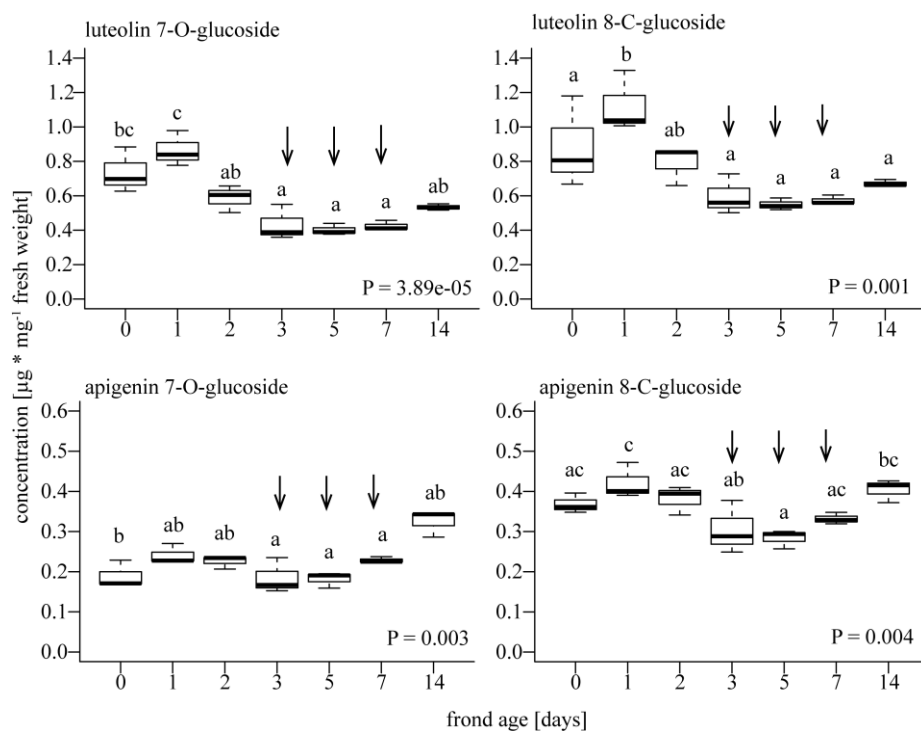 luteolin 7-O-glucoside
1.4
1.2
1.0
0.8
0.6
0.4
0.2
0.0
bc c ab a a a ab
P = 3.89e-05
0 1 2 3 5 7 14
luteolin 8-C-glucoside
1.4
1.2
1.0
0.8
0.6
0.4
0.2
0.0
a b ab a a a a
P = 0.001
0 1 2 3 5 7 14
concentration [µg * mg⁻¹ fresh weight]
apigenin 7-O-glucoside
0.6
0.5
0.4
0.3
0.2
0.1
0.0
b ab ab a a a ab
P = 0.003
0 1 2 3 5 7 14
apigenin 8-C-glucoside
0.6
0.5
0.4
0.3
0.2
0.1
0.0
ac c ac ab a ac bc
P = 0.004
0 1 2 3 5 7 14
frond age [days]